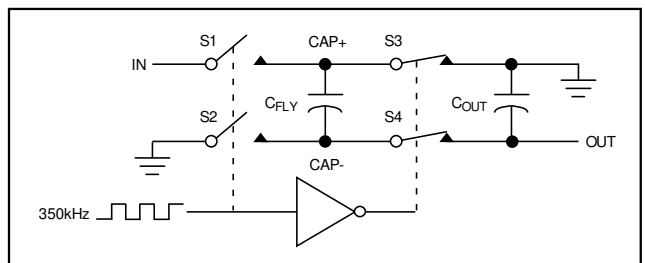 S1
CAP+
S3
IN
CFLY
COUT
S2
S4
OUT
CAP-
350kHz